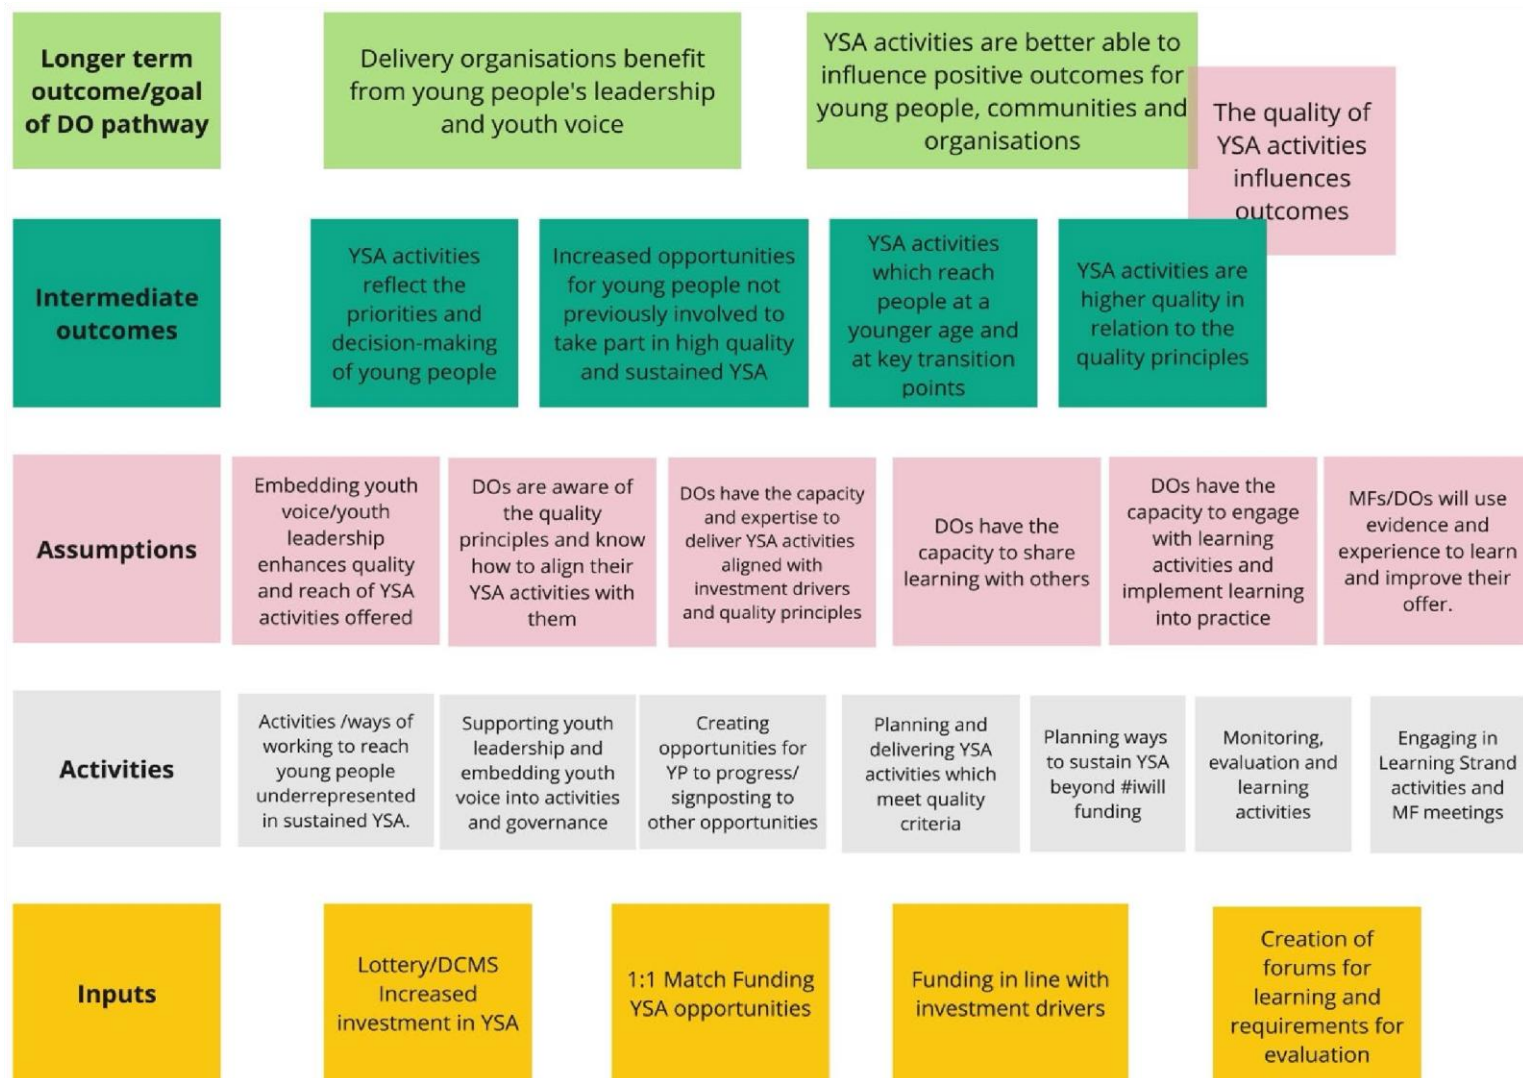 Longer term
outcome/goal
of DO pathway
Delivery organisations benefit
from young people's leadership
and youth voice
YSA activities are better able to
influence positive outcomes for
young people, communities and
organisations
The quality of
YSA activities
influences
outcomes
Intermediate
outcomes
YSA activities
reflect the
priorities and
decision-making
of young people
Increased opportunities
for young people not
previously involved to
take part in high quality
and sustained YSA
YSA activities
which reach
people at a
younger age and
at key transition
points
YSA activities are
higher quality in
relation to the
quality principles
Assumptions
Embedding youth
voice/youth
leadership
enhances quality
and reach of YSA
activities offered
DOs are aware of
the quality
principles and know
how to align their
YSA activities with
them
DOs have the capacity
and expertise to
deliver YSA activities
aligned with
investment drivers
and quality principles
DOs have the
capacity to share
learning with others
DOs have the
capacity to engage
with learning
activities and
implement learning
into practice
MFs/DOs will use
evidence and
experience to learn
and improve their
offer.
Activities
Activities /ways of
working to reach
young people
underrepresented
in sustained YSA.
Supporting youth
leadership and
embedding youth
voice into activities
and governance
Creating
opportunities for
YP to progress/
signposting to
other opportunities
Planning and
delivering YSA
activities which
meet quality
criteria
Planning ways
to sustain YSA
beyond #iwill
funding
Monitoring,
evaluation and
learning
activities
Engaging in
Learning Strand
activities and
MF meetings
Inputs
Lottery/DCMS
Increased
investment in YSA
1:1 Match Funding
YSA opportunities
Funding in line with
investment drivers
Creation of
forums for
learning and
requirements for
evaluation